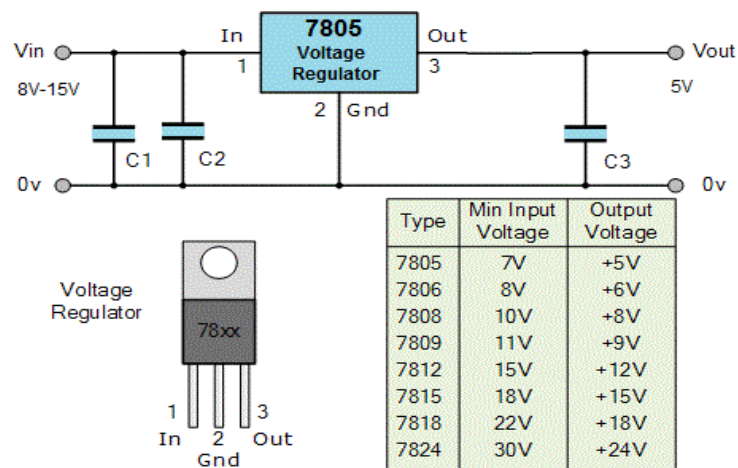 7805
Voltage
Regulator
In
1
Out
3
2 Gnd
Vin
8V-15V
Vout
5V
C1
C2
C3
0v
0v
Voltage
Regulator
78xx
1 3
In 2 Out
Gnd
Type Min Input Voltage Output Voltage
7805 7V +5V
7806 8V +6V
7808 10V +8V
7809 11V +9V
7812 15V +12V
7815 18V +15V
7818 22V +18V
7824 30V +24V